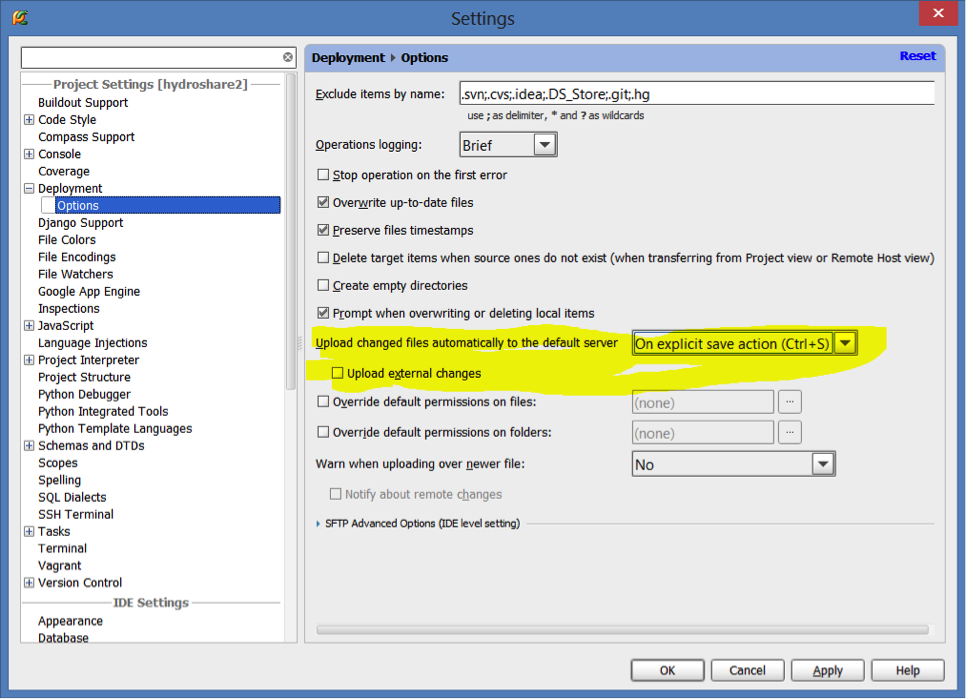 Settings
Project Settings [hydroshare2]
Buildout Support
Code Style
Compass Support
Console
Coverage
Deployment
Options
Django Support
File Colors
File Encodings
File Watchers
Google App Engine
Inspections
JavaScript
Language Injections
Project Interpreter
Project Structure
Python Debugger
Python Integrated Tools
Python Template Languages
Schemas and DTDs
Scopes
Spelling
SQL Dialects
SSH Terminal
Tasks
Terminal
Vagrant
Version Control
IDE Settings
Appearance
Database
Deployment Options
Reset
Exclude items by name: .svn;.cvs;.idea;.DS_Store;.git;.hg
use ; as delimiter, * and ? as wildcards
Operations logging: Brief
Stop operation on the first error
Overwrite up-to-date files
Preserve files timestamps
Delete target items when source ones do not exist (when transferring from Project view or Remote Host view)
Create empty directories
Prompt when overwriting or deleting local items
Upload changed files automatically to the default server On explicit save action (Ctrl+S)
Upload external changes
Override default permissions on files: (none) ...
Override default permissions on folders: (none) ...
Warn when uploading over newer file: No
Notify about remote changes
SFTP Advanced Options (IDE level setting)
OK Cancel Apply Help